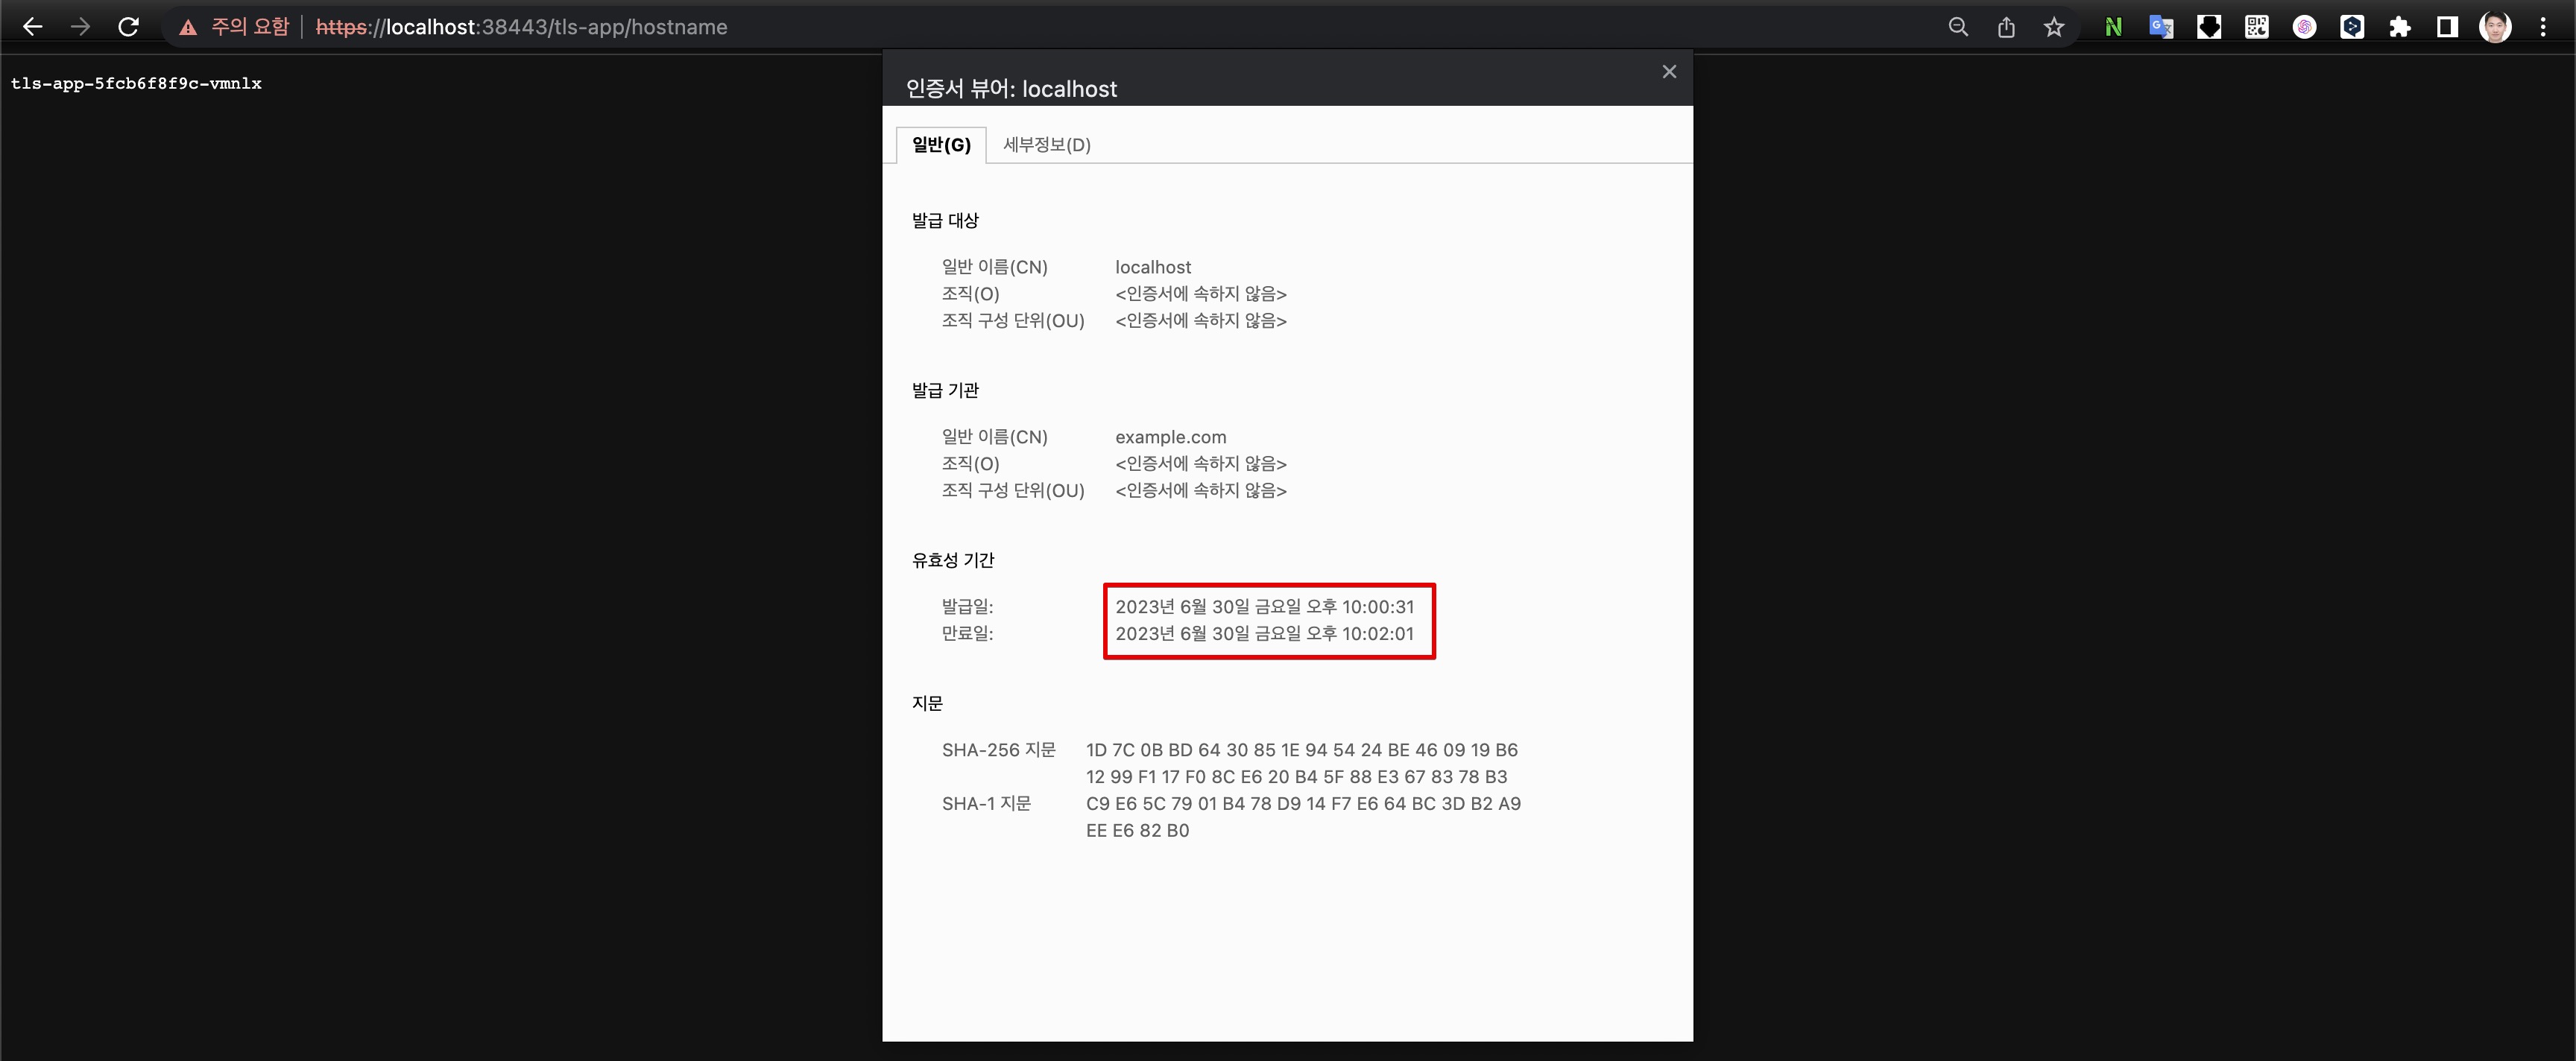 주의 요함 https://localhost:38443/tls-app/hostname
tls-app-5fcb6f8f9c-vmnlx
인증서 뷰어: localhost
일반(G) 세부정보(D)
발급 대상
일반 이름(CN) localhost
조직(O) <인증서에 속하지 않음>
조직 구성 단위(OU) <인증서에 속하지 않음>
발급 기관
일반 이름(CN) example.com
조직(O) <인증서에 속하지 않음>
조직 구성 단위(OU) <인증서에 속하지 않음>
유효성 기간
발급일: 2023년 6월 30일 금요일 오후 10:00:31
만료일: 2023년 6월 30일 금요일 오후 10:02:01
지문
SHA-256 지문 1D 7C 0B BD 64 30 85 1E 94 54 24 BE 46 09 19 B6
12 99 F1 17 F0 8C E6 20 B4 5F 88 E3 67 83 78 B3
SHA-1 지문 C9 E6 5C 79 01 B4 78 D9 14 F7 E6 64 BC 3D B2 A9
EE E6 82 B0